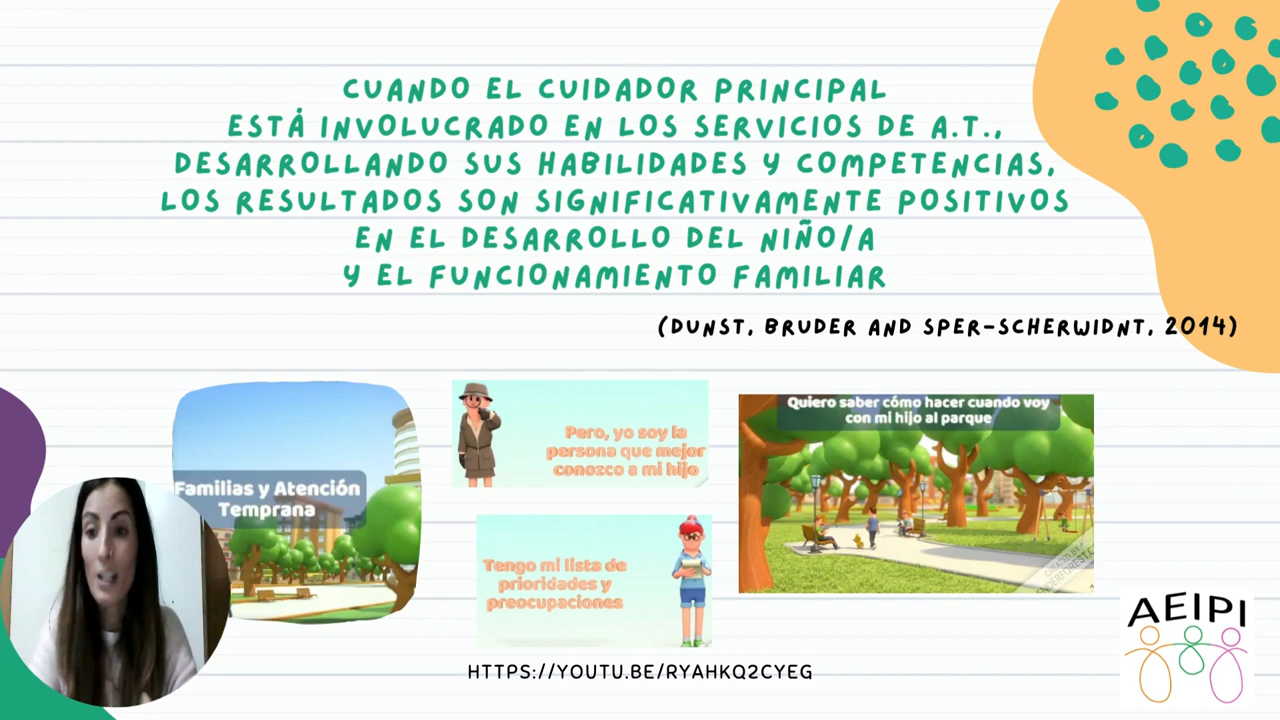 CUANDO EL CUIDADOR PRINCIPAL
ESTÁ INVOLUCRADO EN LOS SERVICIOS DE A.T.,
DESARROLLANDO SUS HABILIDADES Y COMPETENCIAS,
LOS RESULTADOS SON SIGNIFICATIVAMENTE POSITIVOS
EN EL DESARROLLO DEL NIÑO/A
Y EL FUNCIONAMIENTO FAMILIAR
(DUNST, BRUDER AND SPER-SCHERWIDNT, 2014)
Familias y Atención
Temprana
Pero, yo soy la
persona que mejor
conozco a mi hijo
Tengo mi lista de
prioridades y
preocupaciones
Quiero saber cómo hacer cuando voy
con mi hijo al parque
CREATED BY
HTTPS://YOUTU.BE/RYAHKQ2CYEG
AEIPI